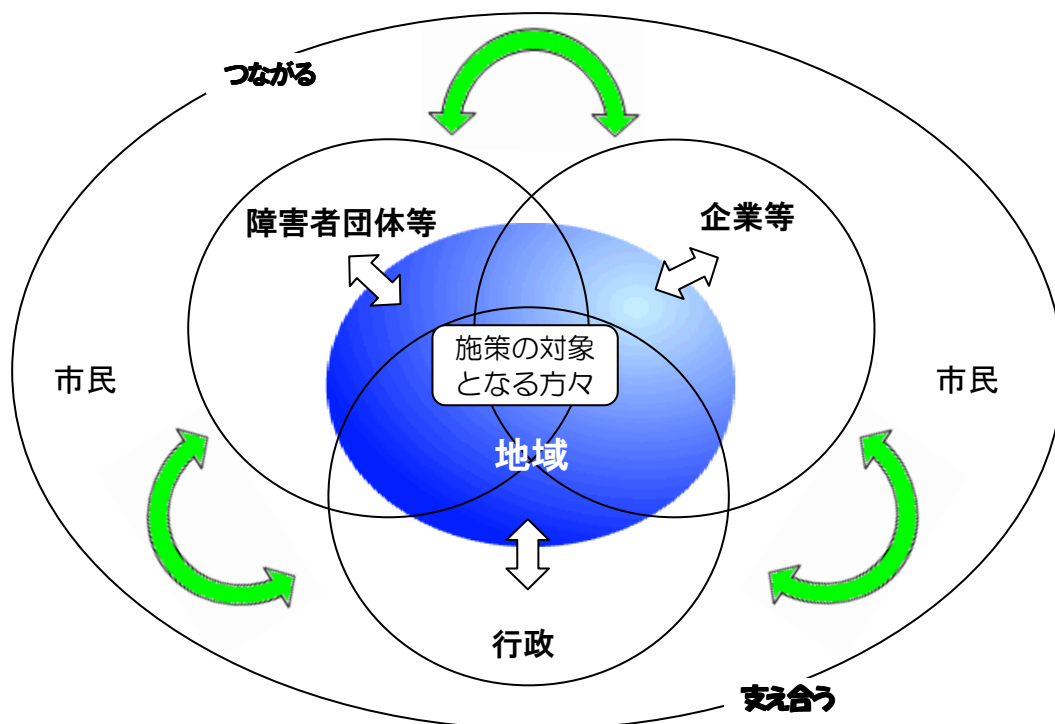 つながる
障害者団体等
企業等
施策の対象
となる方々
市民
市民
地域
行政
支え合う